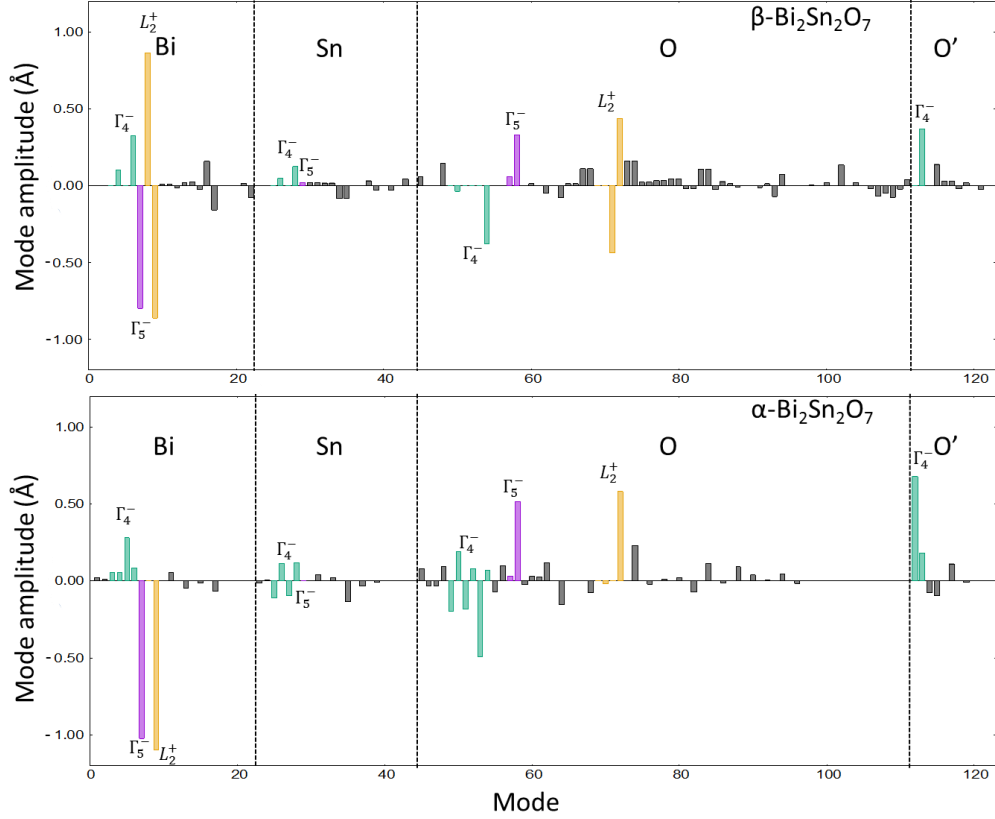 β-Bi₂Sn₂O₇
L₂⁺
Bi
Sn
O
O’
1.00
Γ₄⁻
Γ₅⁻
L₂⁺
Γ₄⁻
0.50
Γ₄⁻
Γ₅⁻
0.00
Γ₄⁻
-0.50
Γ₅⁻
-1.00
Mode amplitude (Å)
0 20 40 60 80 100 120
α-Bi₂Sn₂O₇
1.00
Bi
Sn
O
O’
Γ₄⁻
L₂⁺
Γ₅⁻
Γ₄⁻
0.50
Γ₄⁻
Γ₄⁻
Γ₅⁻
0.00
-0.50
-1.00
Γ₅⁻
L₂⁺
Mode amplitude (Å)
0 20 40 60 80 100 120
Mode